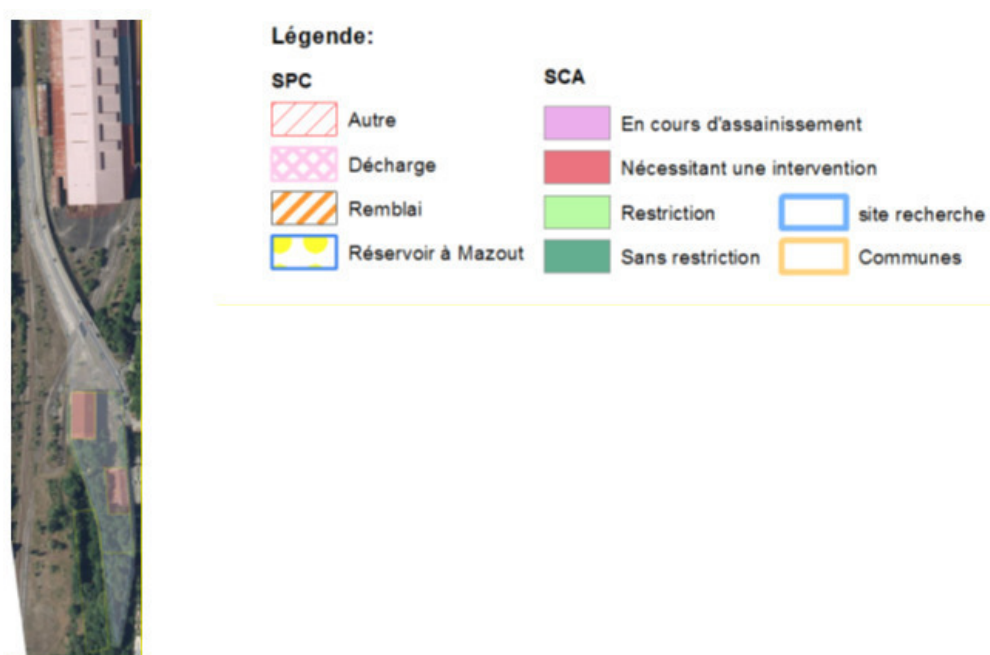 Légende:
SPC
Autre
Décharge
Remblai
Réservoir à Mazout
SCA
En cours d'assainissement
Nécessitant une intervention
Restriction
Sans restriction
site recherche
Communes